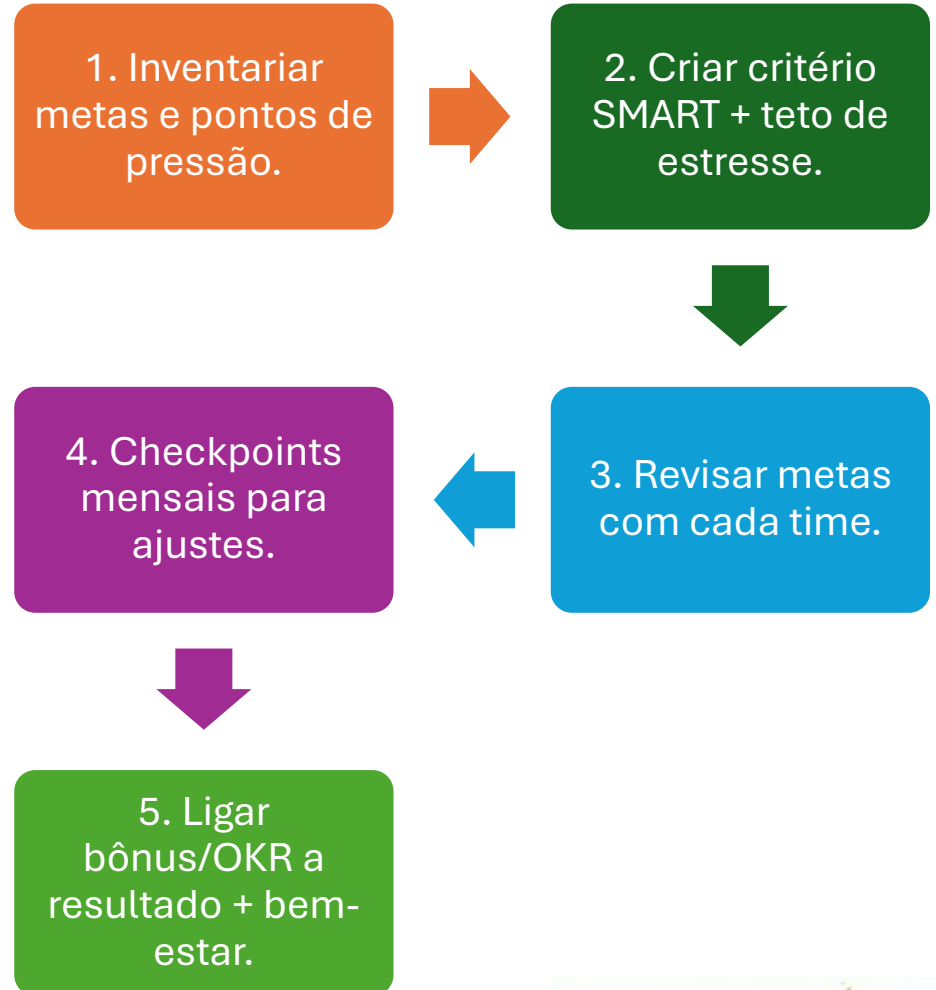 1. Inventariar
metas e pontos de
pressão.
2. Criar critério
SMART + teto de
estresse.
3. Revisar metas
com cada time.
4. Checkpoints
mensais para
ajustes.
5. Ligar
bônus/OKR a
resultado + bem-
estar.